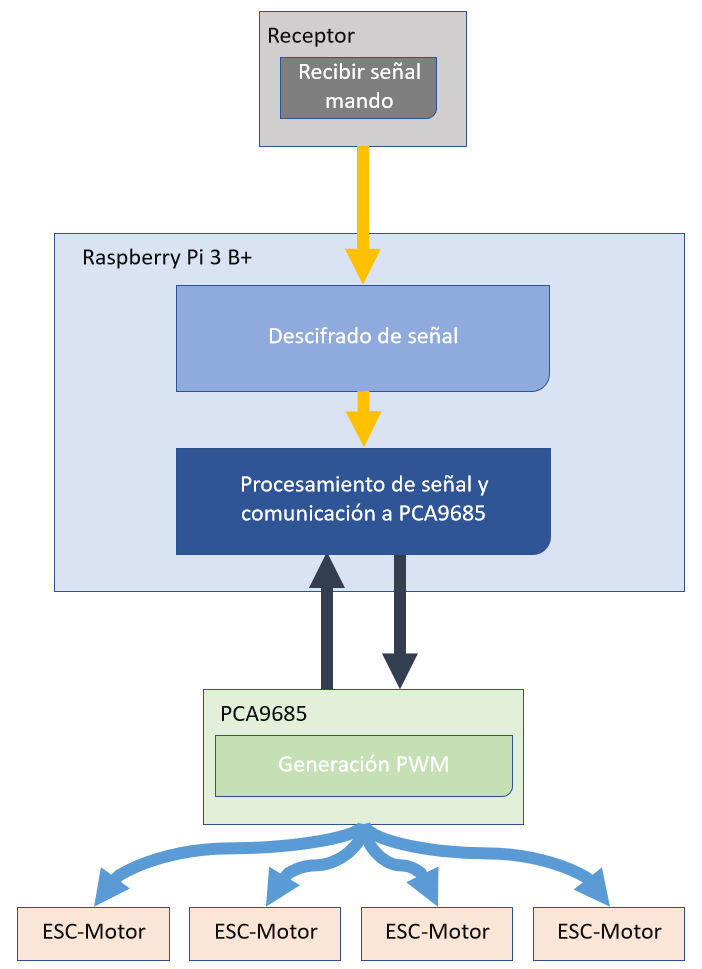 Receptor
Recibir señal
mando
Raspberry Pi 3 B+
Descifrado de señal
Procesamiento de señal y
comunicación a PCA9685
PCA9685
Generación PWM
ESC-Motor
ESC-Motor
ESC-Motor
ESC-Motor